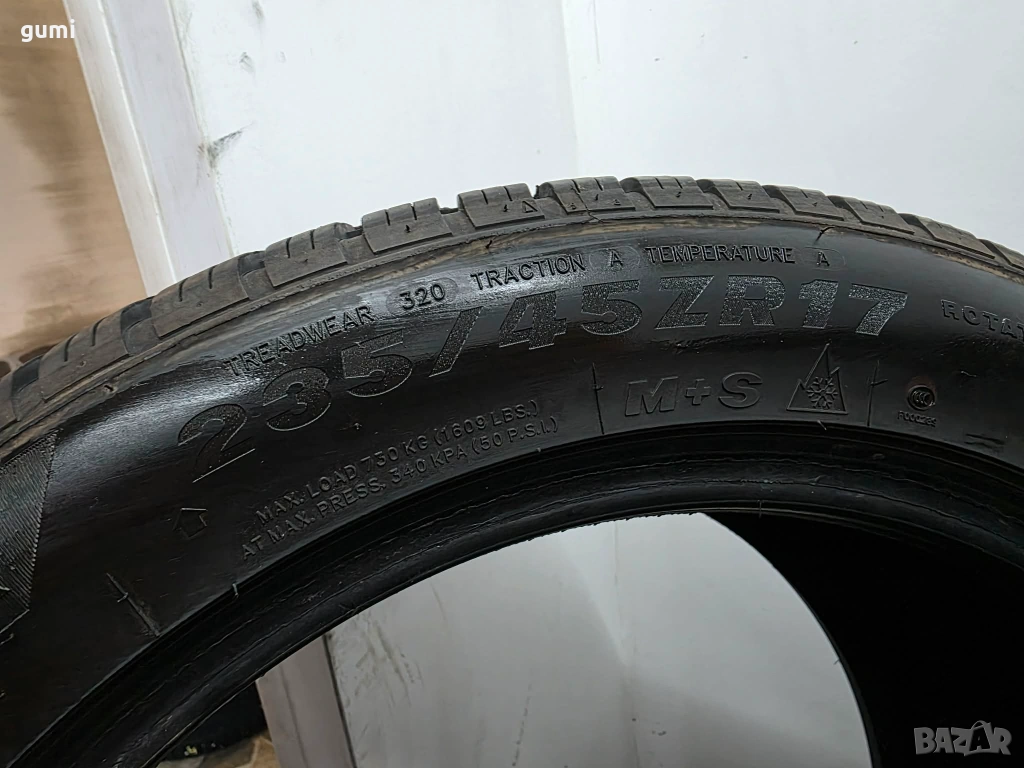 gumi
TREADWEAR 320 TRACTION A TEMPERATURE A
235/45ZR17
M+S
MAX. LOAD 730 KG (1609 LBS.)
AT MAX. PRESS. 340 KPA (50 P.S.I.)
BAZAR